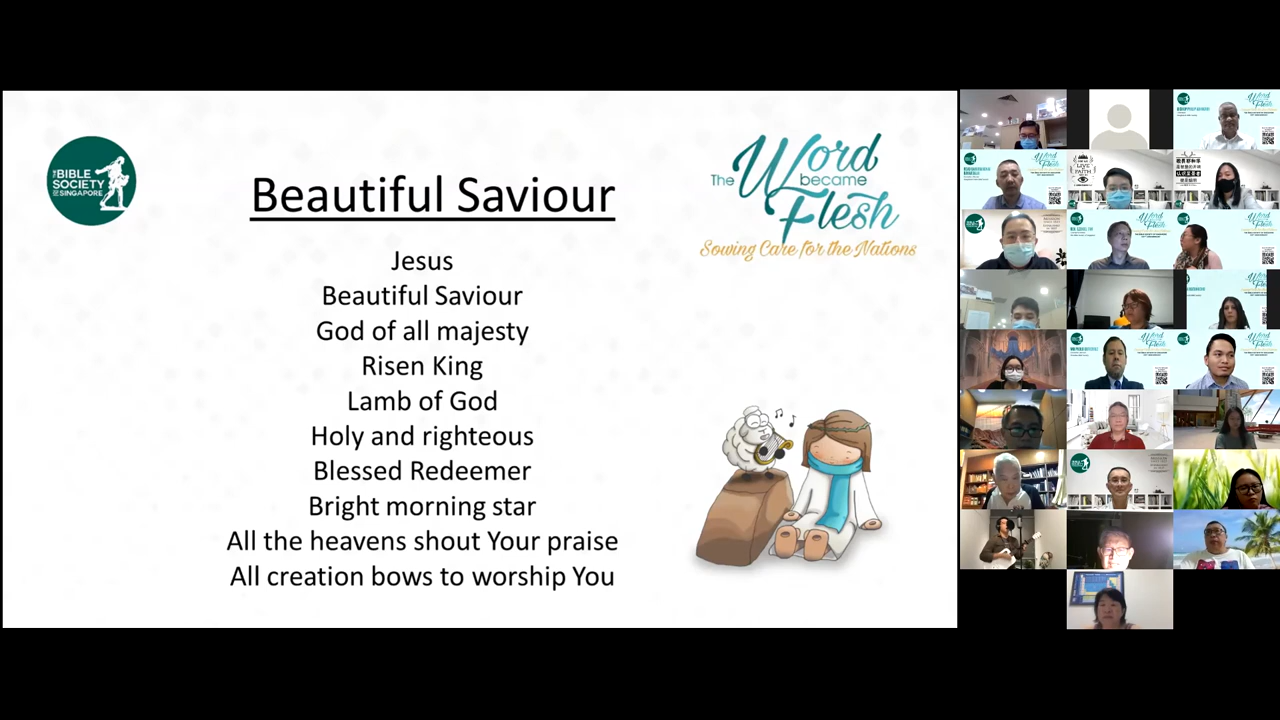 THE BIBLE
SOCIETY
OF SINGAPORE
Beautiful Saviour
The Word
became
Flesh
Sowing Care for the Nations
Jesus
Beautiful Saviour
God of all majesty
Risen King
Lamb of God
Holy and righteous
Blessed Redeemer
Bright morning star
All the heavens shout Your praise
All creation bows to worship You